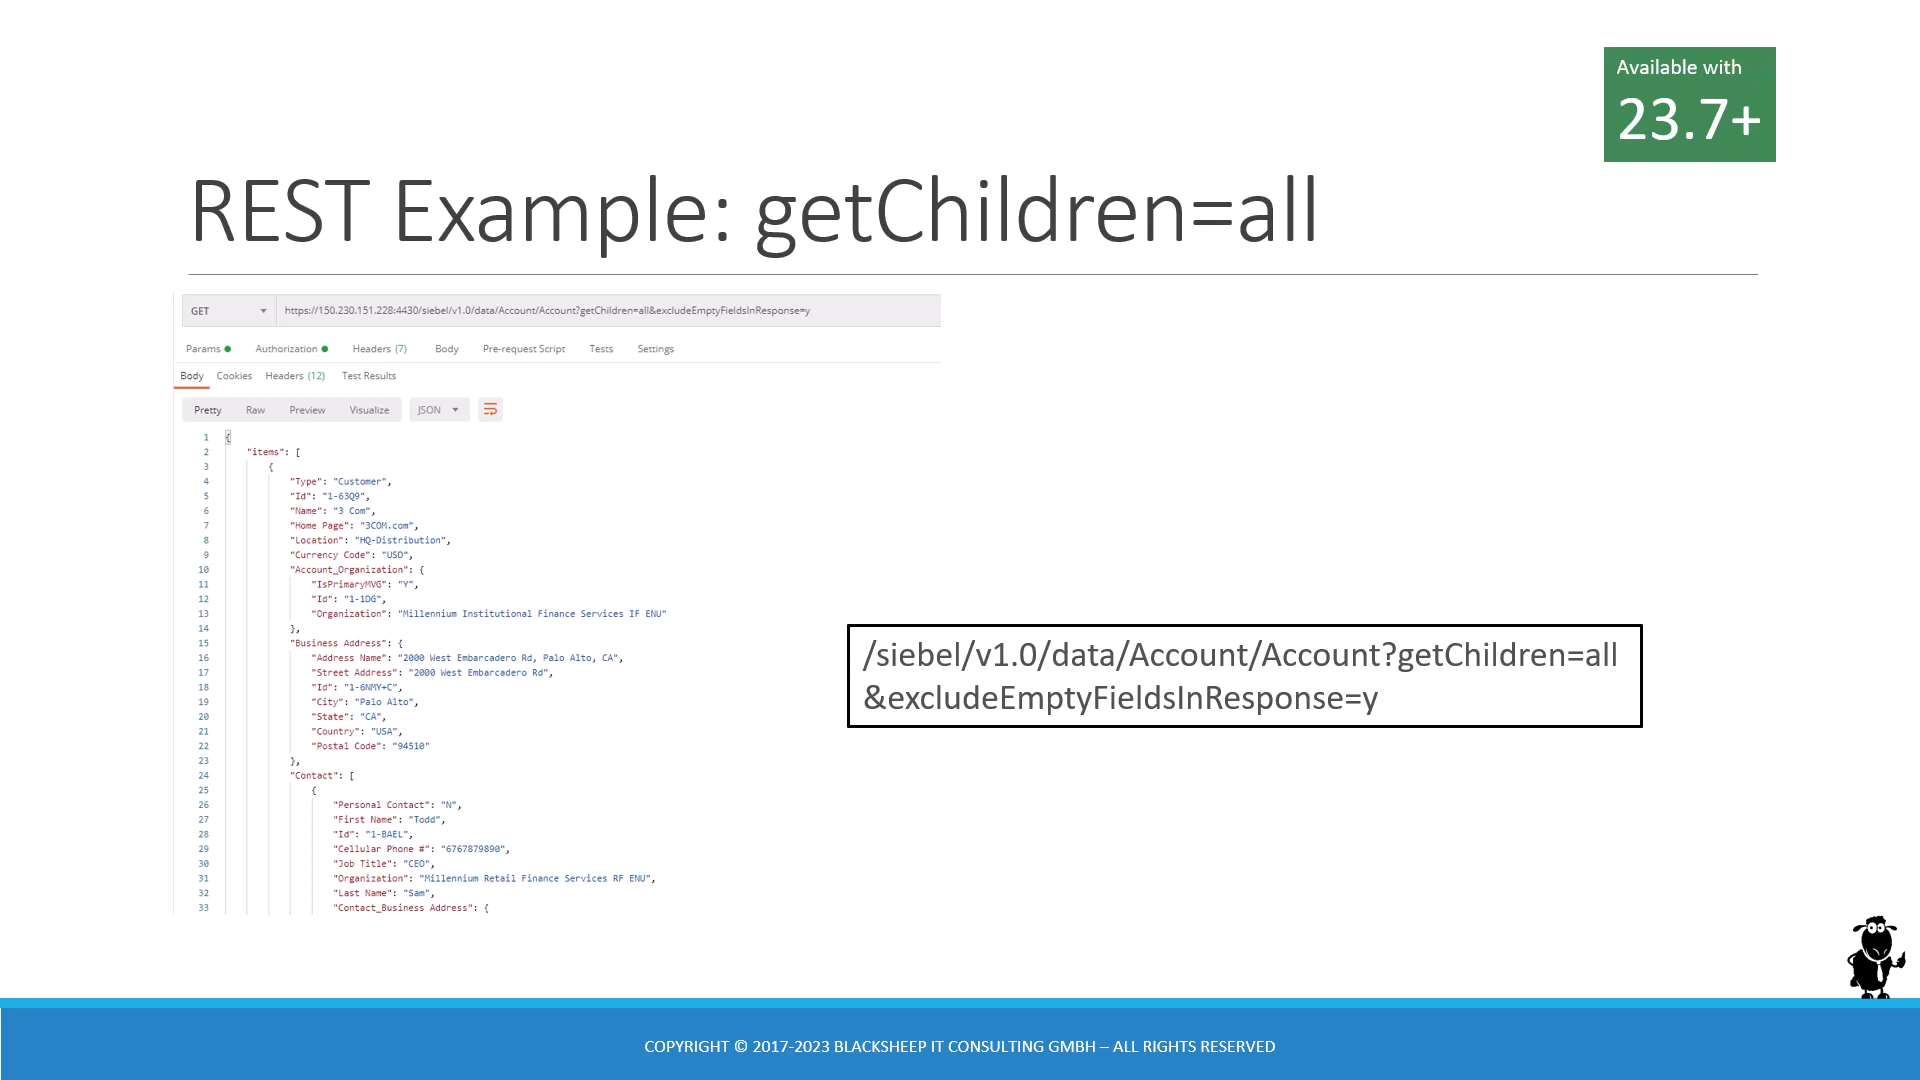 Available with
23.7+
REST Example: getChildren=all
GET
https://150.230.151.228:4430/siebel/v1.0/data/Account/Account?getChildren=all&excludeEmptyFieldsInResponse=y
Params Authorization Headers (7) Body Pre-request Script Tests Settings
Body Cookies Headers (12) Test Results
Pretty Raw Preview Visualize JSON
1 {
2 "items": [
3 {
4 "Type": "Customer",
5 "Id": "1-63Q9",
6 "Name": "3 Com",
7 "Home Page": "3COM.com",
8 "Location": "HQ-Distribution",
9 "Currency Code": "USD",
10 "Account_Organization": {
11 "IsPrimaryMVG": "Y",
12 "Id": "1-1DG",
13 "Organization": "Millennium Institutional Finance Services IF ENU"
14 },
15 "Business Address": {
16 "Address Name": "2000 West Embarcadero Rd, Palo Alto, CA",
17 "Street Address": "2000 West Embarcadero Rd",
18 "Id": "1-6NMY+C",
19 "City": "Palo Alto",
20 "State": "CA",
21 "Country": "USA",
22 "Postal Code": "94510"
23 },
24 "Contact": [
25 {
26 "Personal Contact": "N",
27 "First Name": "Todd",
28 "Id": "1-BAEL",
29 "Cellular Phone #": "6767879890",
30 "Job Title": "CEO",
31 "Organization": "Millennium Retail Finance Services RF ENU",
32 "Last Name": "Sam",
33 "Contact_Business Address": {
/siebel/v1.0/data/Account/Account?getChildren=all
&excludeEmptyFieldsInResponse=y
COPYRIGHT © 2017-2023 BLACKSHEEP IT CONSULTING GMBH – ALL RIGHTS RESERVED